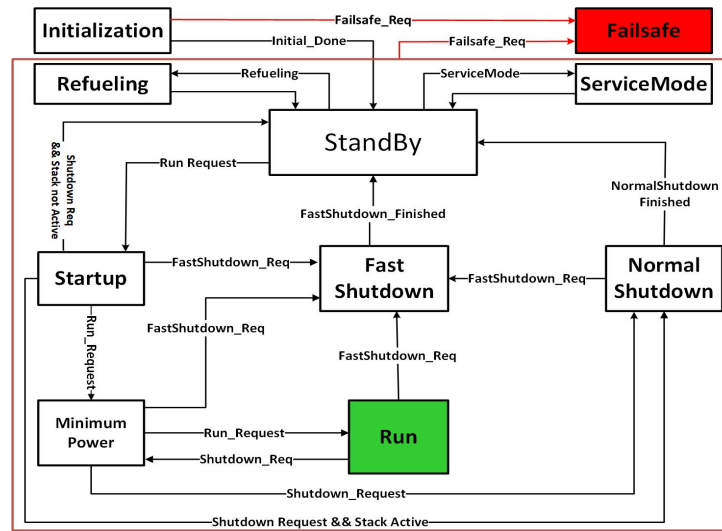 Initialization
Failsafe_Req
Failsafe
Initial_Done
Failsafe_Req
Refueling
Refueling
ServiceMode
ServiceMode
StandBy
Shutdown Req
&& Stack not Active
Run Request
NormalShutdown
Finished
FastShutdown_Finished
Startup
FastShutdown_Req
Fast
Shutdown
FastShutdown_Req
Normal
Shutdown
Run_Request
FastShutdown_Req
FastShutdown_Req
Minimum
Power
Run_Request
Run
Shutdown_Req
Shutdown_Request
Shutdown Request && Stack Active